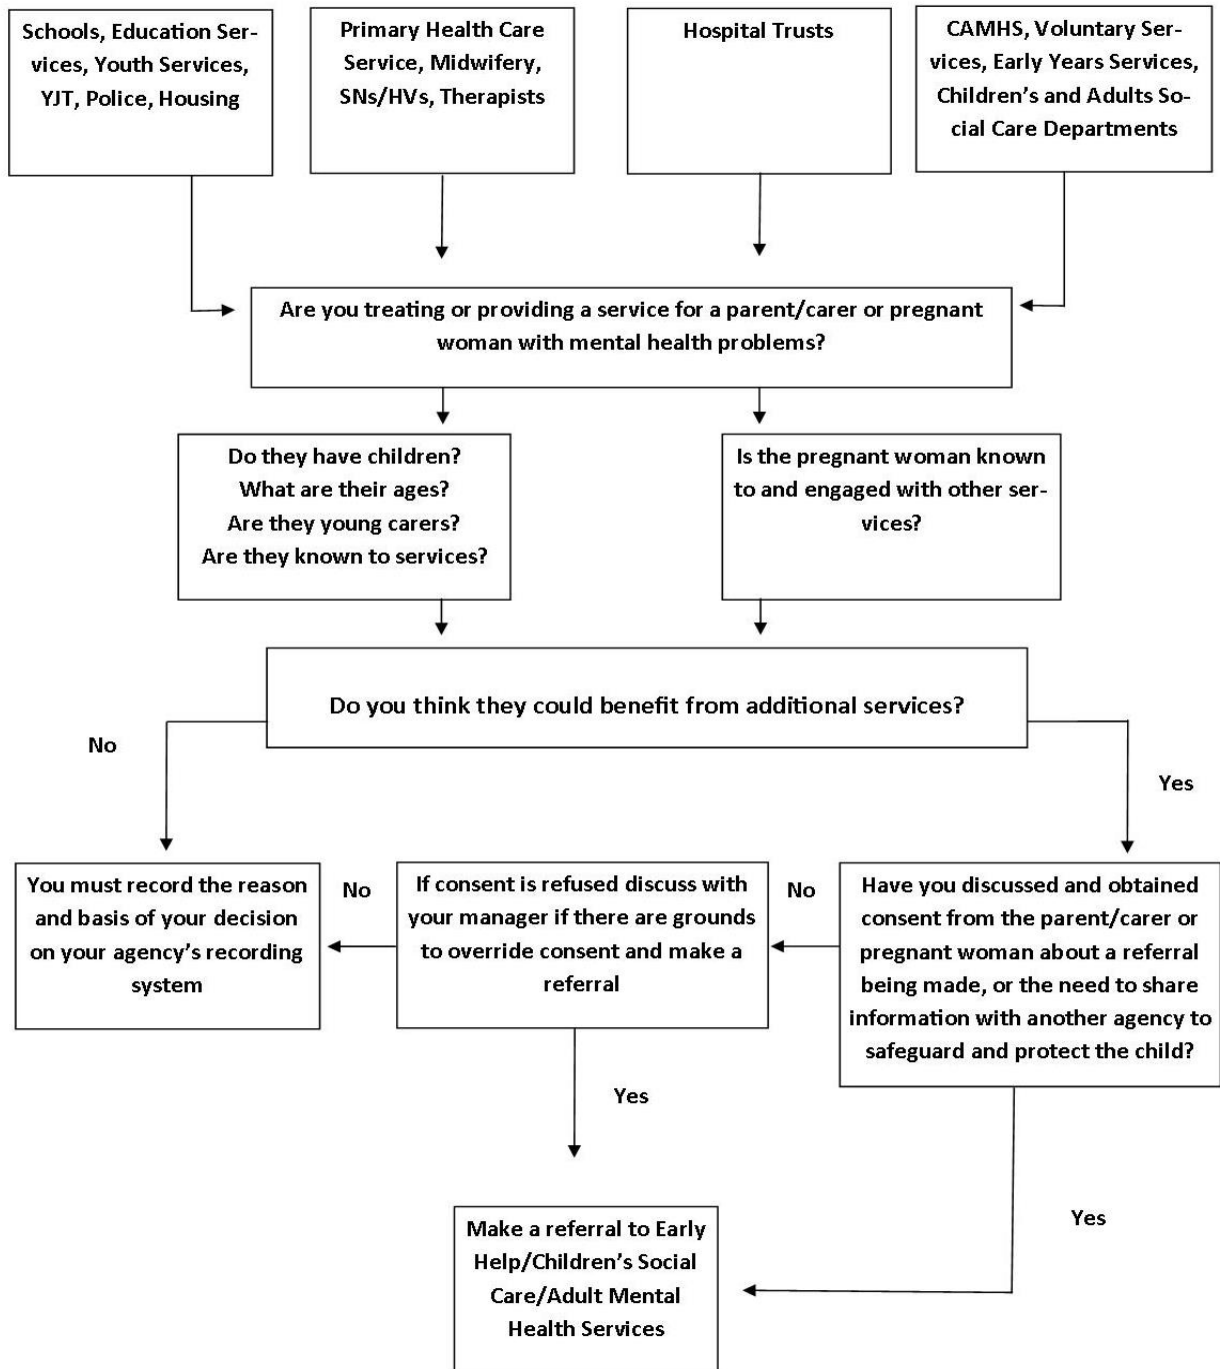 Schools, Education Ser-
vices, Youth Services,
YJT, Police, Housing
Primary Health Care
Service, Midwifery,
SNs/HVs, Therapists
Hospital Trusts
CAMHS, Voluntary Ser-
vices, Early Years Services,
Children’s and Adults So-
cial Care Departments
Are you treating or providing a service for a parent/carer or pregnant
woman with mental health problems?
Do they have children?
What are their ages?
Are they young carers?
Are they known to services?
Is the pregnant woman known
to and engaged with other ser-
vices?
Do you think they could benefit from additional services?
No
Yes
You must record the reason
and basis of your decision
on your agency’s recording
system
No
If consent is refused discuss with
your manager if there are grounds
to override consent and make a
referral
No
Have you discussed and obtained
consent from the parent/carer or
pregnant woman about a referral
being made, or the need to share
information with another agency to
safeguard and protect the child?
Yes
Yes
Make a referral to Early
Help/Children’s Social
Care/Adult Mental
Health Services